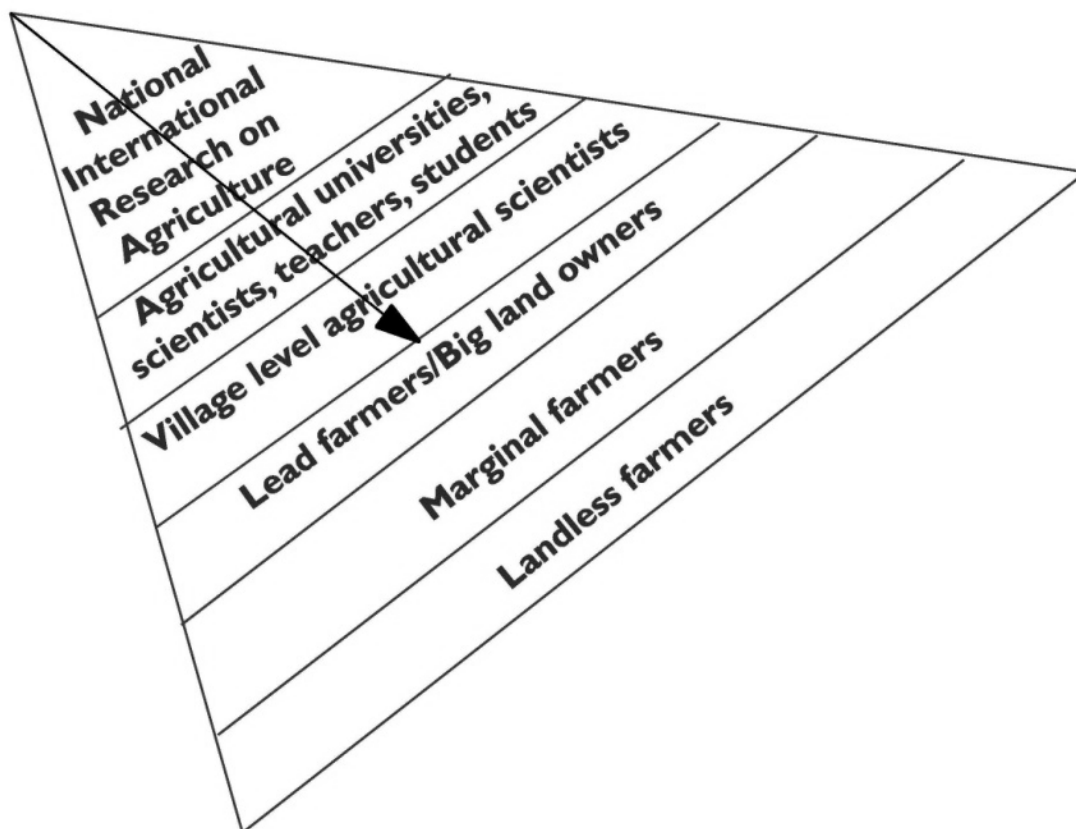 National
International
Research on
Agriculture
Agricultural universities,
scientists, teachers, students
Village level agricultural scientists
Lead farmers/Big land owners
Marginal farmers
Landless farmers